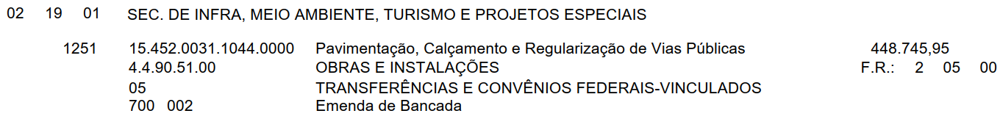 02 19 01 SEC. DE INFRA, MEIO AMBIENTE, TURISMO E PROJETOS ESPECIAIS
1251 15.452.0031.1044.0000 Pavimentação, Calçamento e Regularização de Vias Públicas 448.745,95
4.4.90.51.00 OBRAS E INSTALAÇÕES F.R.: 2 05 00
05 TRANSFERÊNCIAS E CONVÊNIOS FEDERAIS-VINCULADOS
700 002 Emenda de Bancada